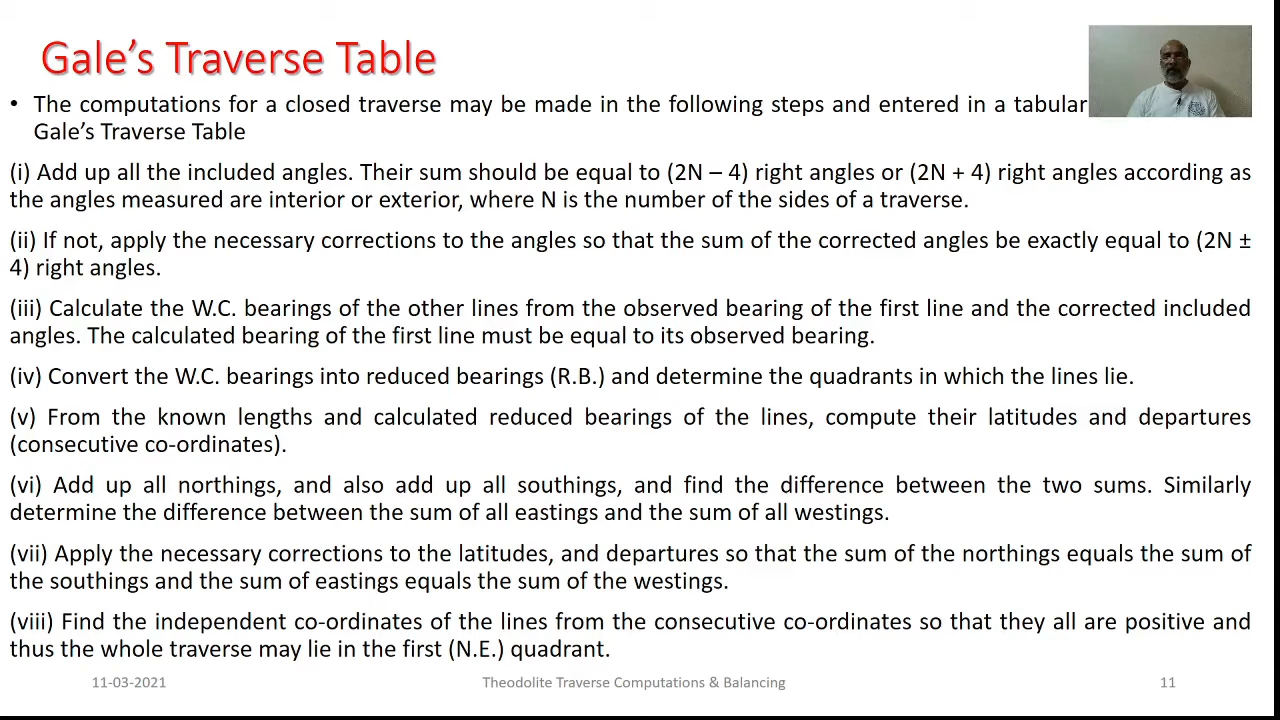 Gale's Traverse Table
• The computations for a closed traverse may be made in the following steps and entered in a tabular
Gale's Traverse Table
(i) Add up all the included angles. Their sum should be equal to (2N – 4) right angles or (2N + 4) right angles according as
the angles measured are interior or exterior, where N is the number of the sides of a traverse.
(ii) If not, apply the necessary corrections to the angles so that the sum of the corrected angles be exactly equal to (2N ±
4) right angles.
(iii) Calculate the W.C. bearings of the other lines from the observed bearing of the first line and the corrected included
angles. The calculated bearing of the first line must be equal to its observed bearing.
(iv) Convert the W.C. bearings into reduced bearings (R.B.) and determine the quadrants in which the lines lie.
(v) From the known lengths and calculated reduced bearings of the lines, compute their latitudes and departures
(consecutive co-ordinates).
(vi) Add up all northings, and also add up all southings, and find the difference between the two sums. Similarly
determine the difference between the sum of all eastings and the sum of all westings.
(vii) Apply the necessary corrections to the latitudes, and departures so that the sum of the northings equals the sum of
the southings and the sum of eastings equals the sum of the westings.
(viii) Find the independent co-ordinates of the lines from the consecutive co-ordinates so that they all are positive and
thus the whole traverse may lie in the first (N.E.) quadrant.
11-03-2021 Theodolite Traverse Computations & Balancing 11